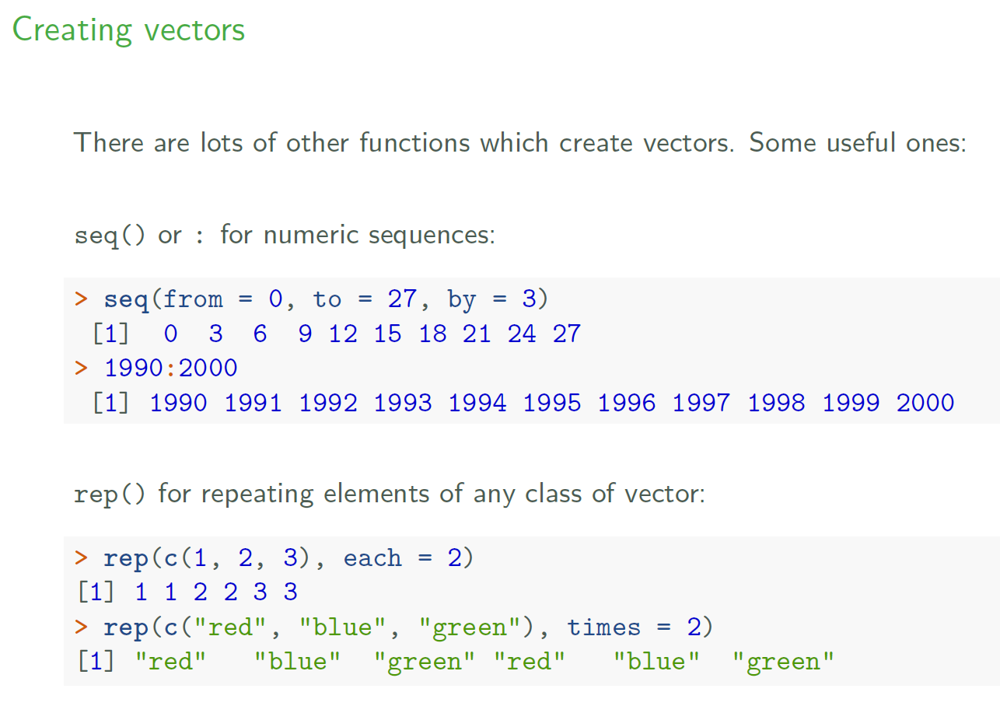 Creating vectors
There are lots of other functions which create vectors. Some useful ones:
seq() or : for numeric sequences:
> seq(from = 0, to = 27, by = 3)
[1] 0 3 6 9 12 15 18 21 24 27
> 1990:2000
[1] 1990 1991 1992 1993 1994 1995 1996 1997 1998 1999 2000
rep() for repeating elements of any class of vector:
> rep(c(1, 2, 3), each = 2)
[1] 1 1 2 2 3 3
> rep(c("red", "blue", "green"), times = 2)
[1] "red" "blue" "green" "red" "blue" "green"